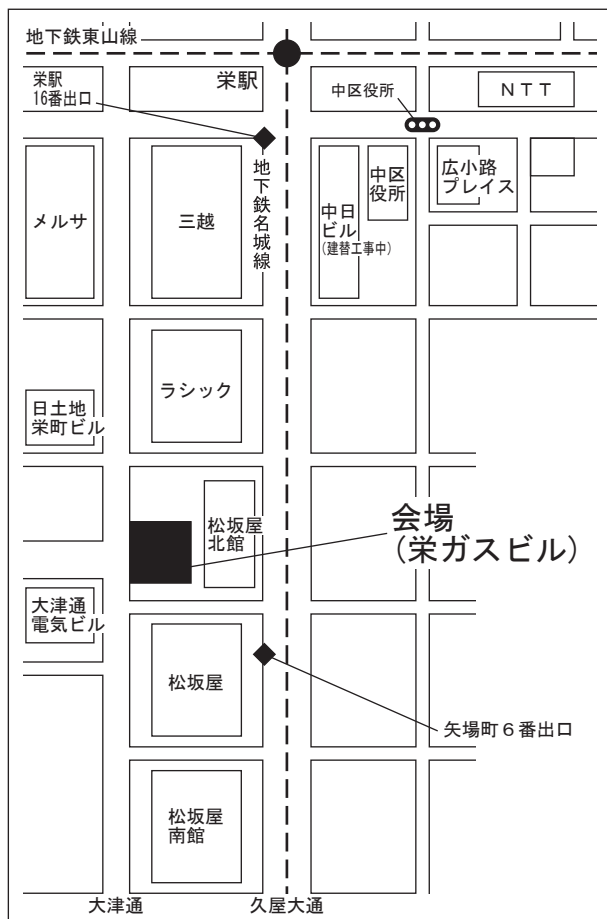 地下鉄東山線
栄駅
16番出口
栄駅
中区役所
ＮＴＴ
メルサ
三越
地下鉄名城線
中日
ビル
(建替工事中)
中区
役所
広小路
プレイス
ラシック
日土地
栄町ビル
松坂屋
北館
会場
(栄ガスビル)
大津通
電気ビル
松坂屋
矢場町６番出口
松坂屋
南館
大津通
久屋大通